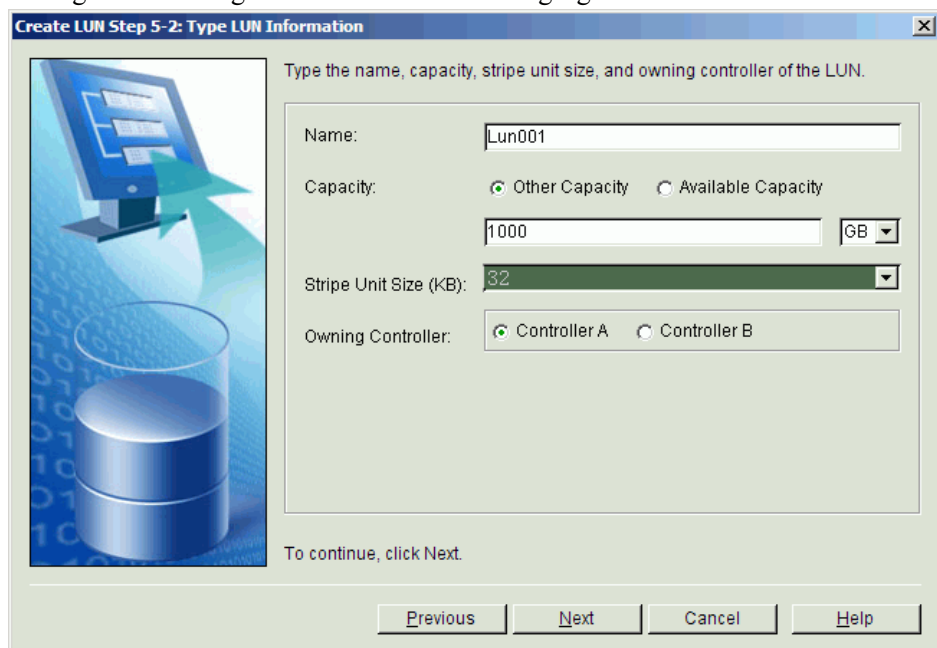 Create LUN Step 5-2: Type LUN Information
Type the name, capacity, stripe unit size, and owning controller of the LUN.
Name: Lun001
Capacity: Other Capacity Available Capacity
1000 GB
Stripe Unit Size (KB): 32
Owning Controller: Controller A Controller B
To continue, click Next.
Previous Next Cancel Help